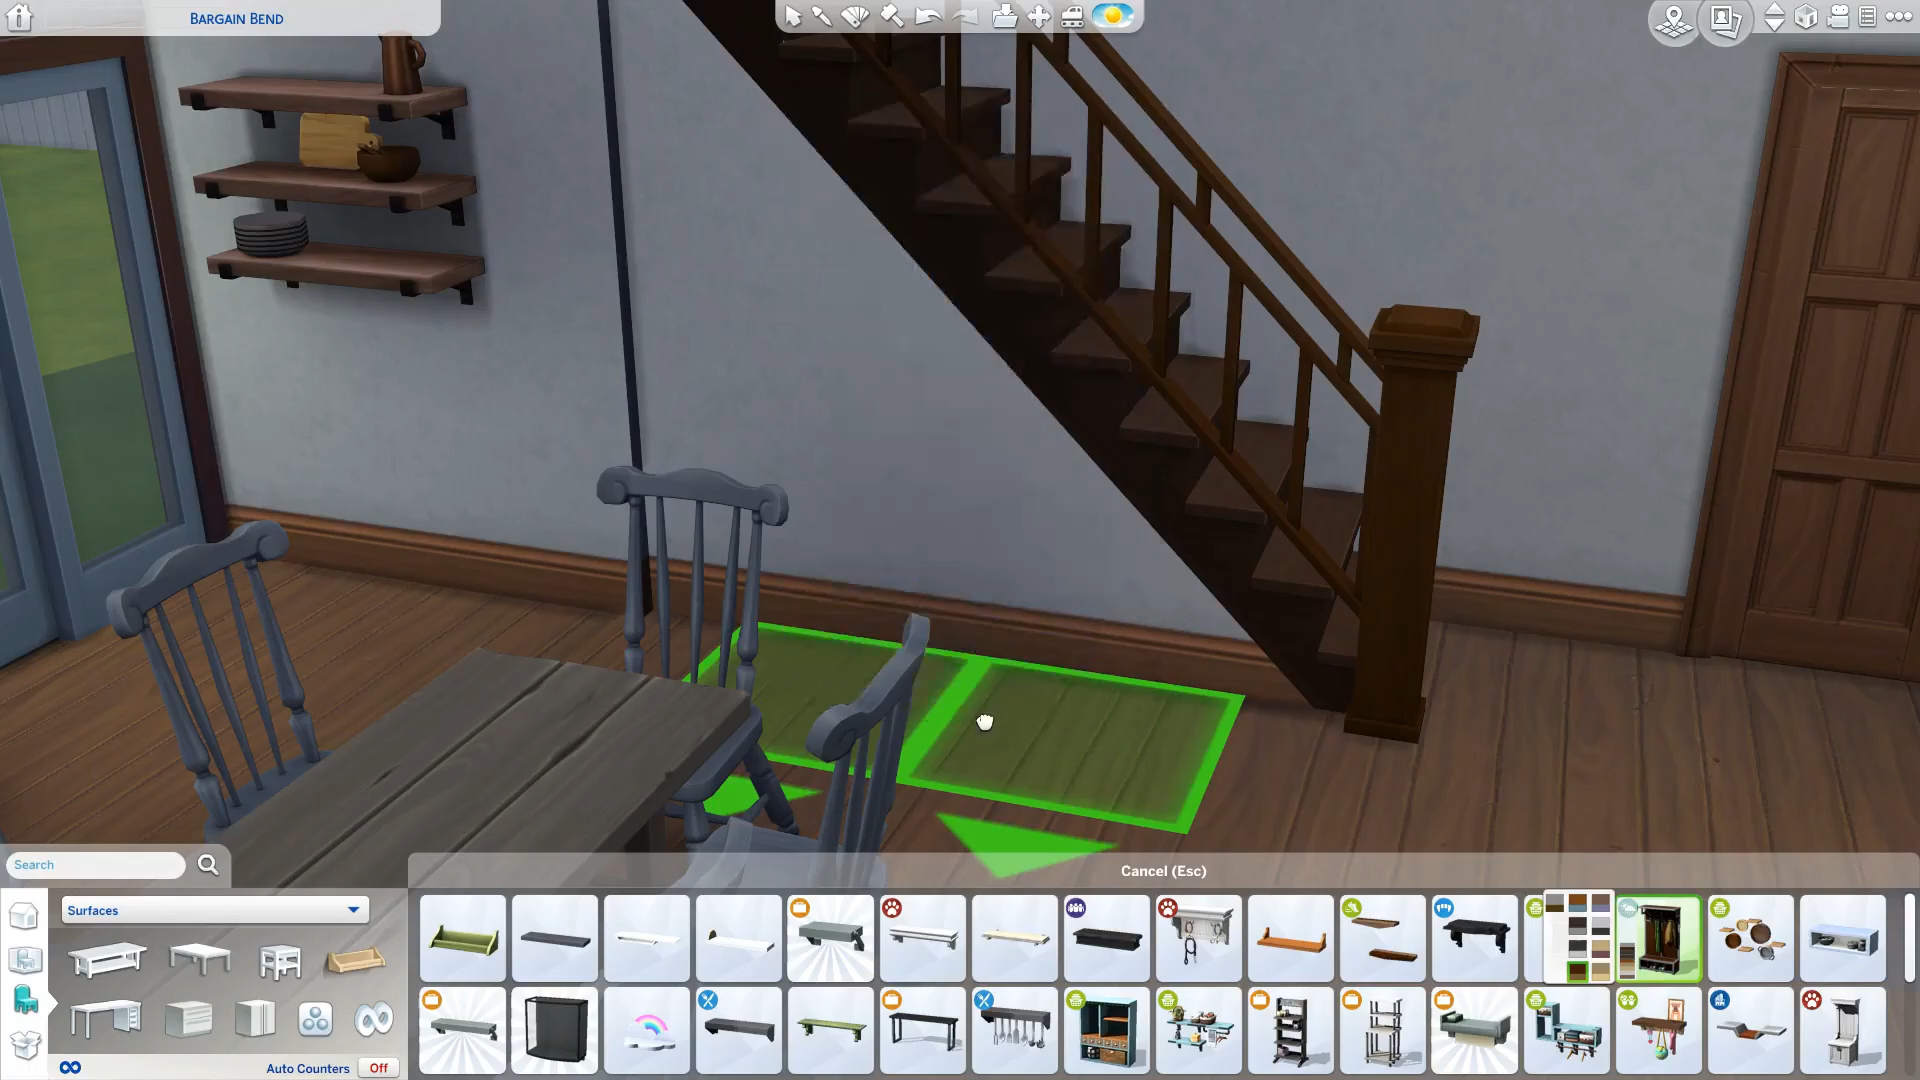 BARGAIN BEND
Search
Cancel (Esc)
Surfaces
Auto Counters
Off